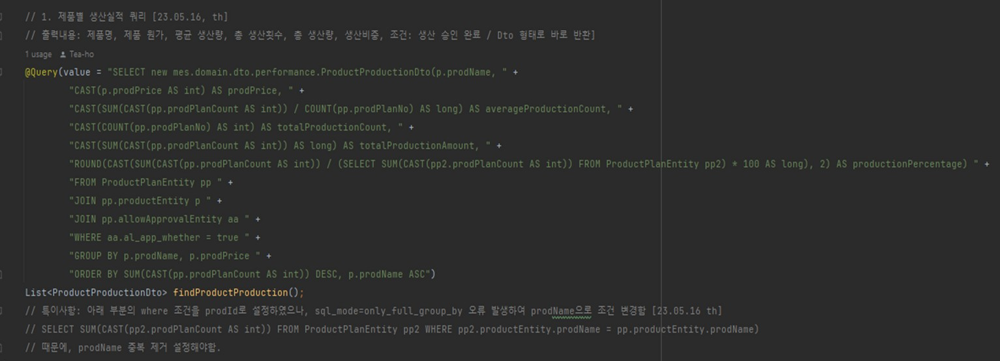 // 1. 제품별 생산실적 쿼리 [23.05.16, th]
// 출력내용: 제품명, 제품 원가, 평균 생산량, 총 생산횟수, 총 생산량, 생산비중, 조건: 생산 승인 완료 / Dto 형태로 바로 반환]
1 usage Tea-ho
@Query(value = "SELECT new mes.domain.dto.performance.ProductProductionDto(p.prodName, " +
"CAST(p.prodPrice AS int) AS prodPrice, " +
"CAST(SUM(CAST(pp.prodPlanCount AS int)) / COUNT(pp.prodPlanNo) AS long) AS averageProductionCount, " +
"CAST(COUNT(pp.prodPlanNo) AS int) AS totalProductionCount, " +
"CAST(SUM(CAST(pp.prodPlanCount AS int)) AS long) AS totalProductionAmount, " +
"ROUND(CAST(SUM(CAST(pp.prodPlanCount AS int)) / (SELECT SUM(CAST(pp2.prodPlanCount AS int)) FROM ProductPlanEntity pp2) * 100 AS long), 2) AS productionPercentage) " +
"FROM ProductPlanEntity pp " +
"JOIN pp.productEntity p " +
"JOIN pp.allowApprovalEntity aa " +
"WHERE aa.al_app_whether = true " +
"GROUP BY p.prodName, p.prodPrice " +
"ORDER BY SUM(CAST(pp.prodPlanCount AS int)) DESC, p.prodName ASC")
List<ProductProductionDto> findProductProduction();
// 특이사항: 아래 부분의 where 조건을 prodId로 설정하였으나, sql_mode=only_full_group_by 오류 발생하여 prodName으로 조건 변경함 [23.05.16 th]
// SELECT SUM(CAST(pp2.prodPlanCount AS int)) FROM ProductPlanEntity pp2 WHERE pp2.productEntity.prodName = pp.productEntity.prodName)
// 때문에, prodName 중복 제거 설정해야함.